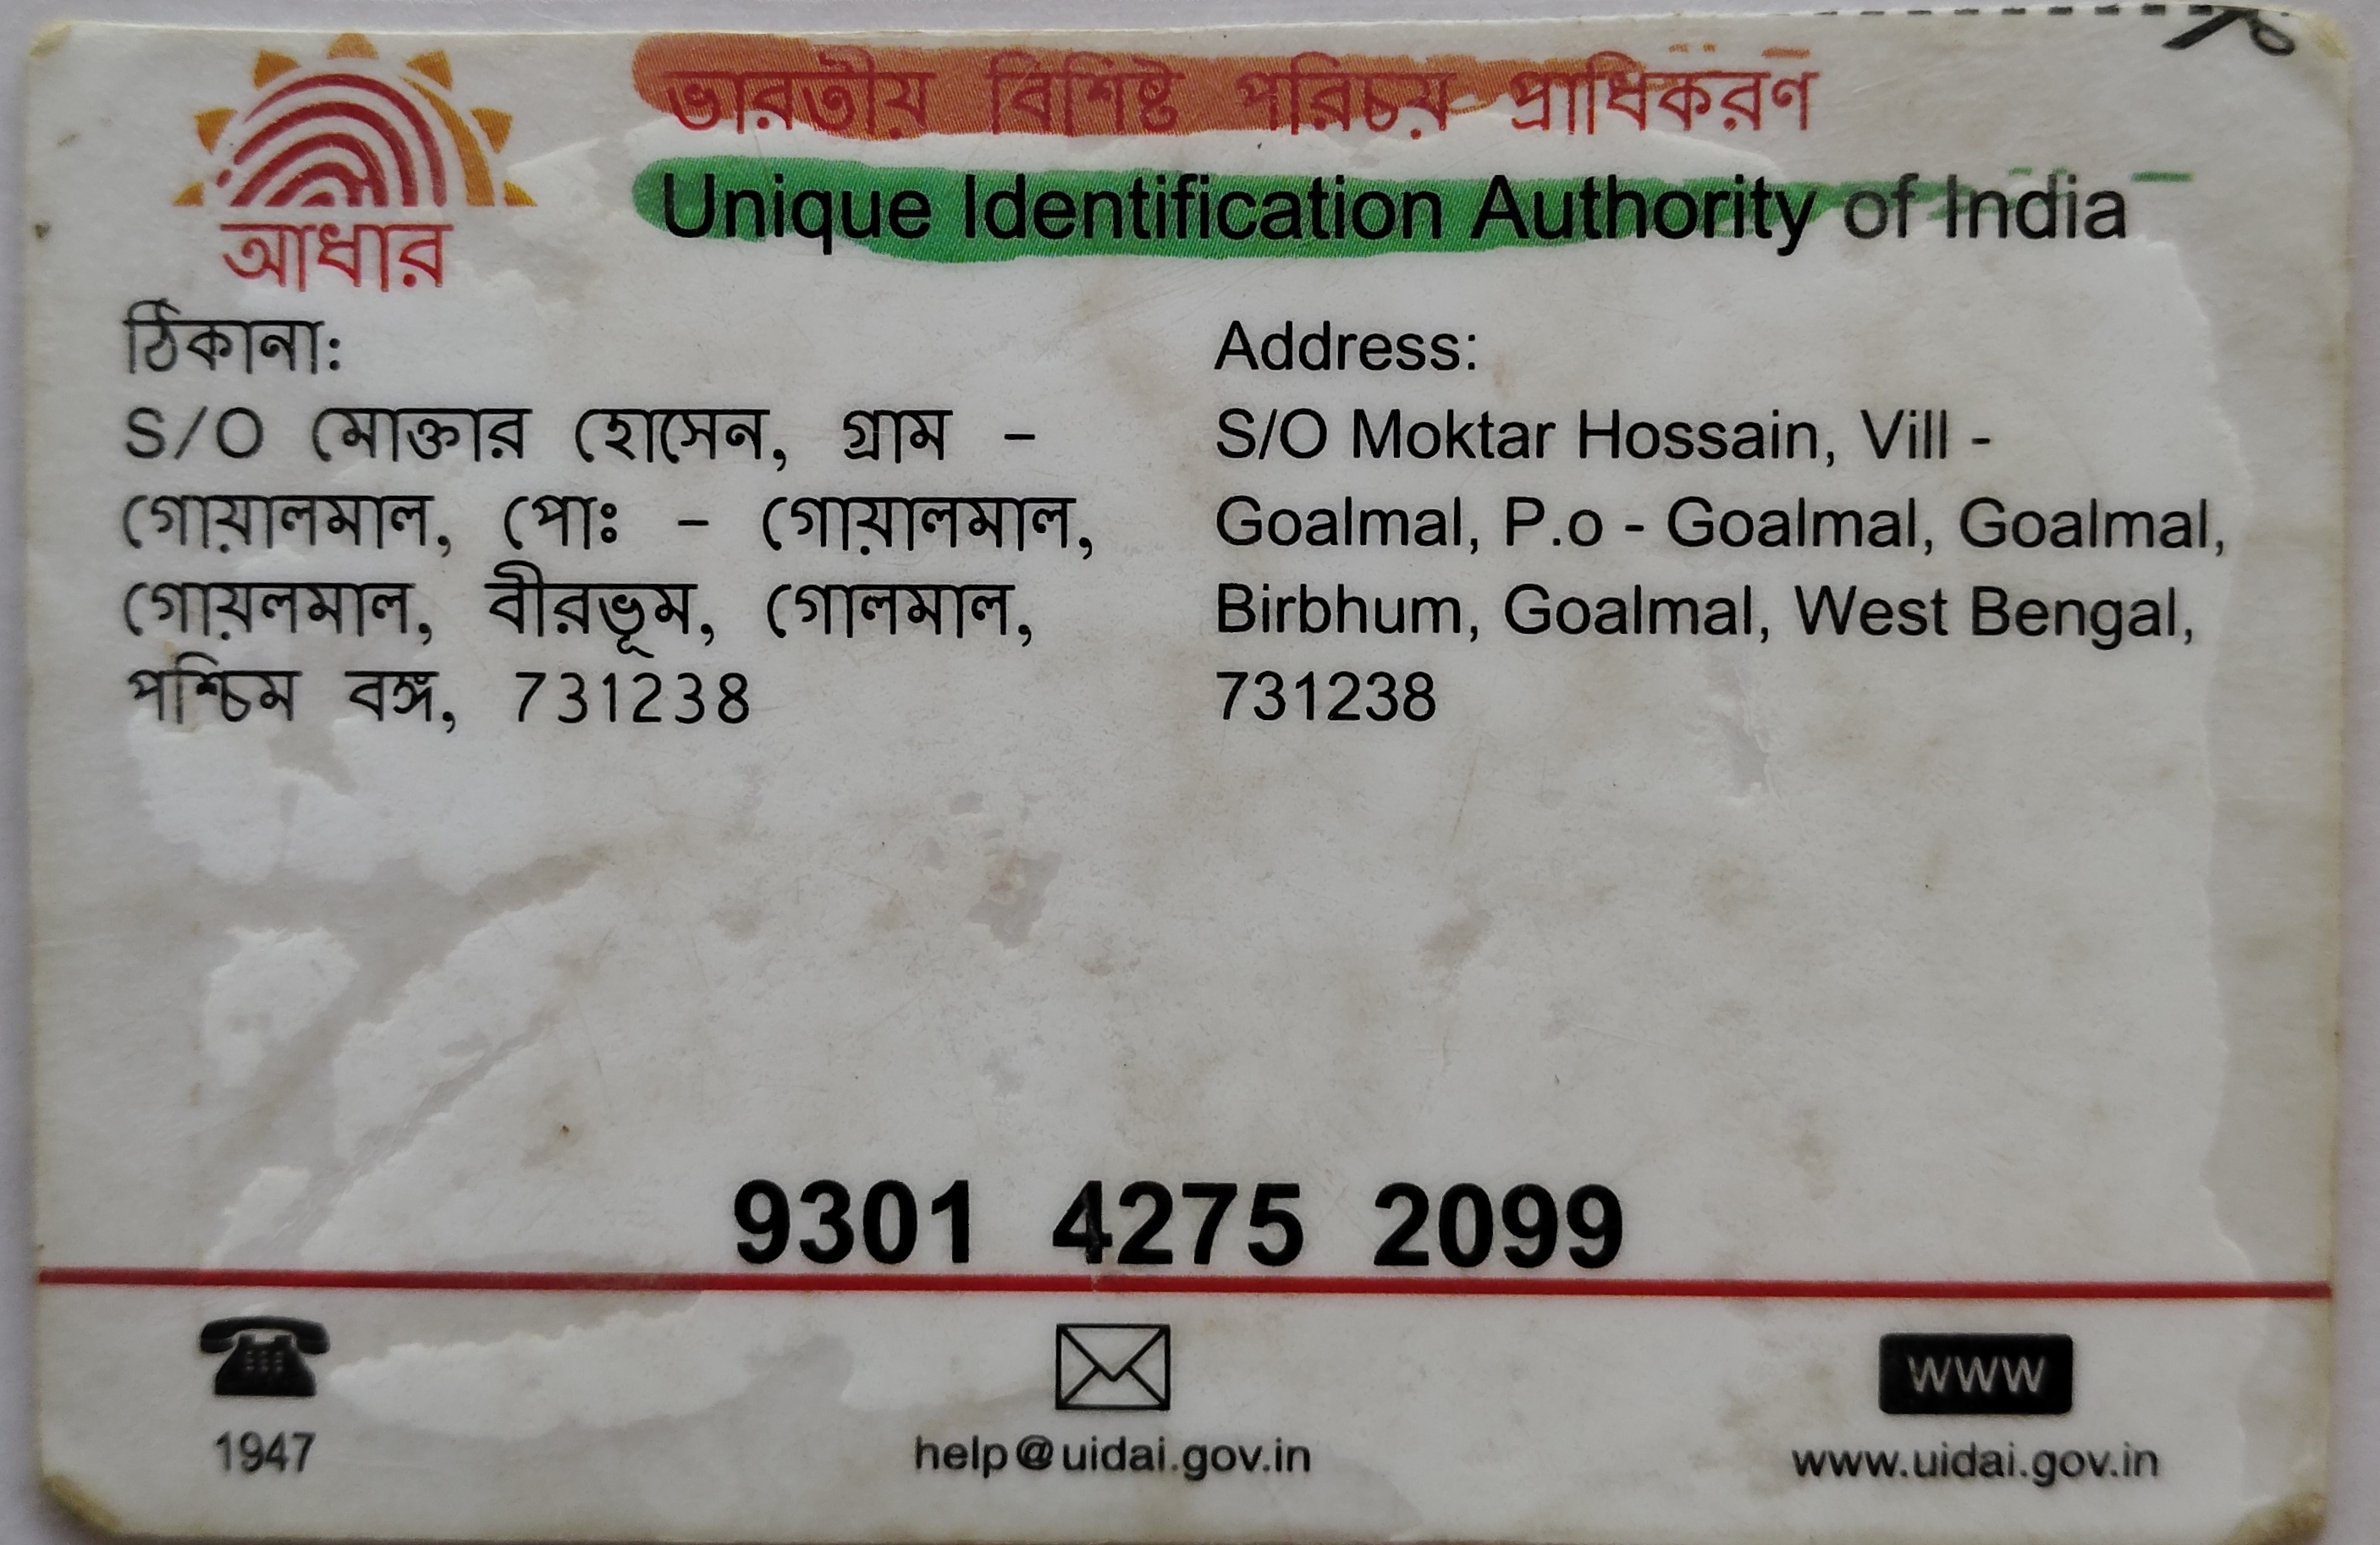 ভারতীয় বিশিষ্ট পরিচয় প্রাধিকরণ
Unique Identification Authority of India
আধার
ঠিকানা:
S/O মোক্তার হোসেন, গ্রাম -
গোয়ালমাল, পোঃ - গোয়ালমাল,
গোয়লমাল, বীরভূম, গোলমাল,
পশ্চিম বঙ্গ, 731238
Address:
S/O Moktar Hossain, Vill -
Goalmal, P.o - Goalmal, Goalmal,
Birbhum, Goalmal, West Bengal,
731238
9301 4275 2099
1947
help@uidai.gov.in
www
www.uidai.gov.in